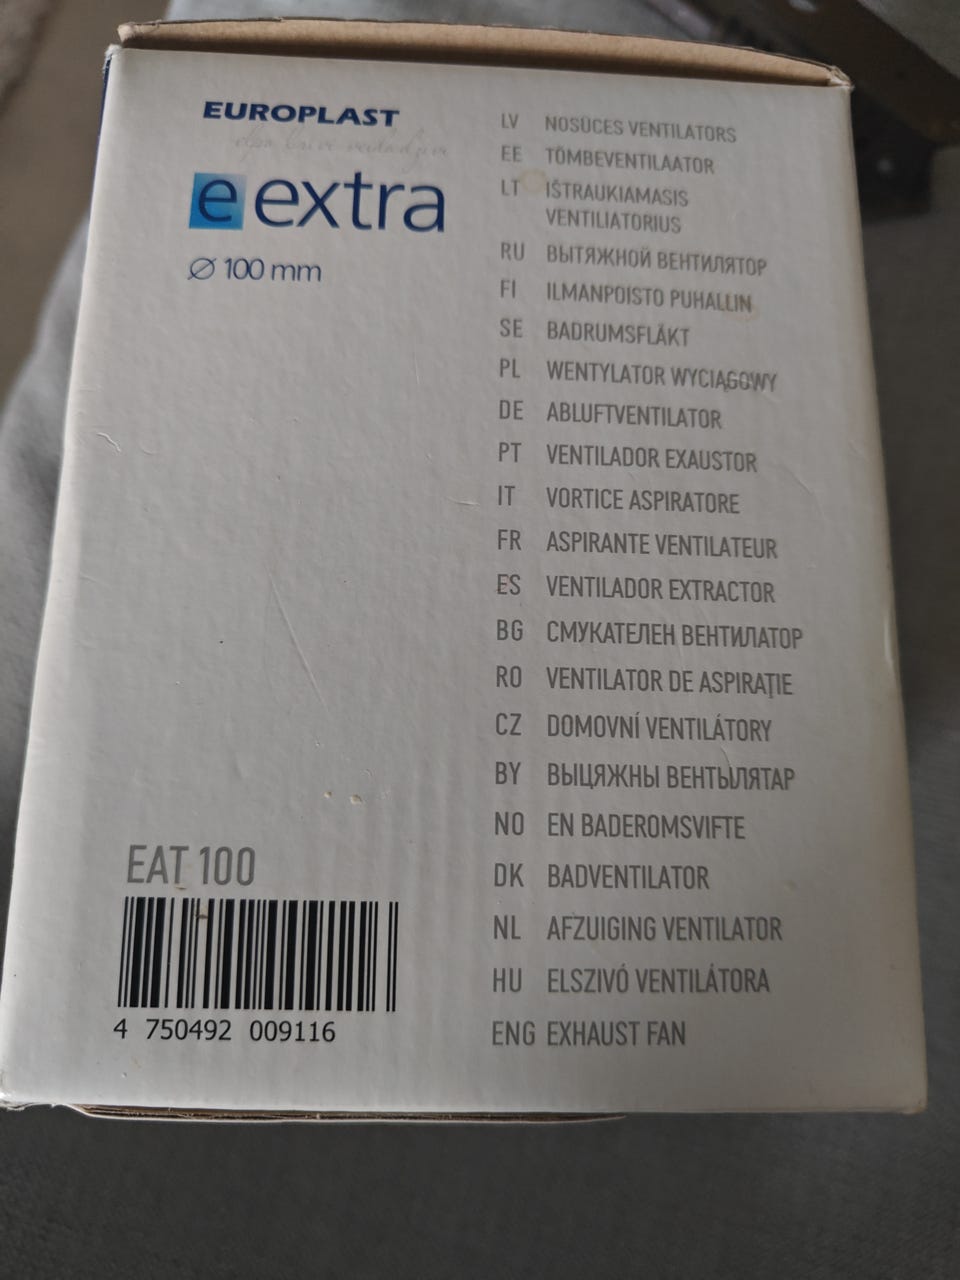 EUROPLAST
e extra
Ø 100 mm
LV NOSŪCES VENTILATORS
EE TÕMBEVENTILAATOR
LT IŠTRAUKIAMASIS
VENTILIATORIUS
RU ВЫТЯЖНОЙ ВЕНТИЛЯТОР
FI ILMANPOISTO PUHALLIN
SE BADRUMSFLÄKT
PL WENTYLATOR WYCIĄGOWY
DE ABLUFTVENTILATOR
PT VENTILADOR EXAUSTOR
IT VORTICE ASPIRATORE
FR ASPIRANTE VENTILATEUR
ES VENTILADOR EXTRACTOR
BG СМУКАТЕЛЕН ВЕНТИЛАТОР
RO VENTILATOR DE ASPIRAŢIE
CZ DOMOVNÍ VENTILÁTORY
BY ВЫЦЯЖНЫ ВЕНТЫЛЯТАР
NO EN BADEROMSVIFTE
DK BADVENTILATOR
NL AFZUIGING VENTILATOR
HU ELSZIVÓ VENTILÁTORA
ENG EXHAUST FAN
EAT 100
4 750492 009116